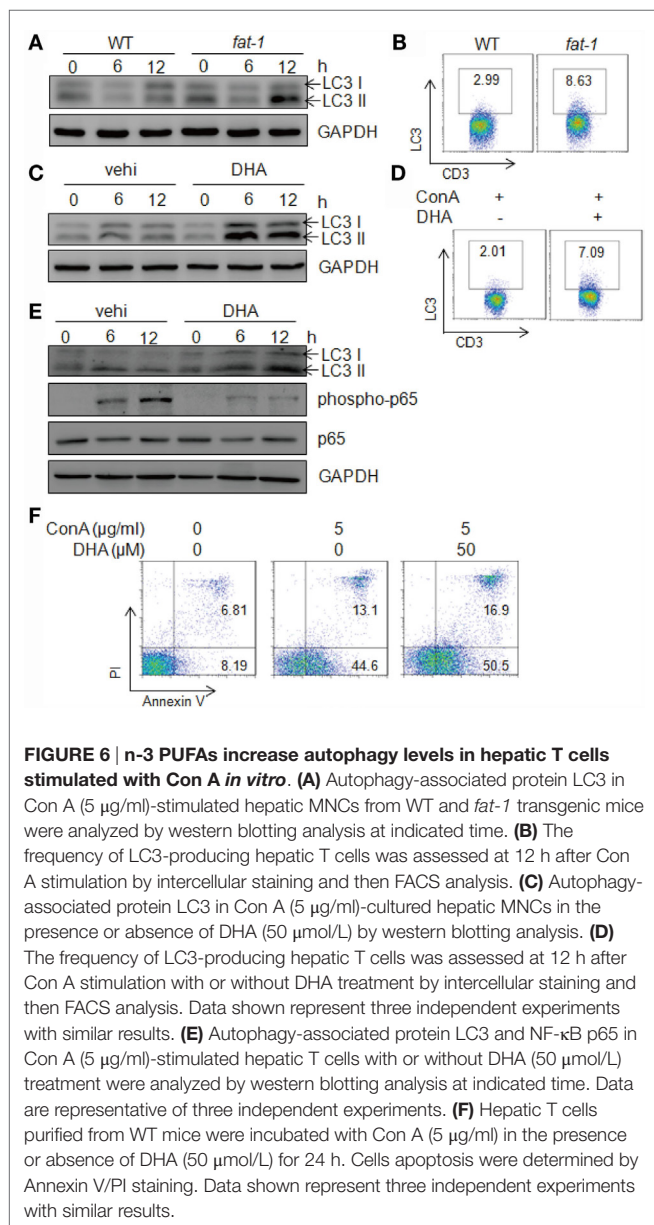 A
WT
fat-1
0 6 12 0 6 12 h
LC3 I
LC3 II
GAPDH
B
WT
fat-1
2.99
8.63
LC3
CD3
C
vehi
DHA
0 6 12 0 6 12 h
LC3 I
LC3 II
GAPDH
D
ConA + +
DHA - +
2.01
7.09
LC3
CD3
E
vehi
DHA
0 6 12 0 6 12 h
LC3 I
LC3 II
phospho-p65
p65
GAPDH
F
ConA (μg/ml) 0 5 5
DHA (μM) 0 0 50
6.81
8.19
13.1
44.6
16.9
50.5
PI
Annexin V
FIGURE 6 | n-3 PUFAs increase autophagy levels in hepatic T cells
stimulated with Con A in vitro. (A) Autophagy-associated protein LC3 in
Con A (5 μg/ml)-stimulated hepatic MNCs from WT and fat-1 transgenic mice
were analyzed by western blotting analysis at indicated time. (B) The
frequency of LC3-producing hepatic T cells was assessed at 12 h after Con
A stimulation by intercellular staining and then FACS analysis. (C) Autophagy-
associated protein LC3 in Con A (5 μg/ml)-cultured hepatic MNCs in the
presence or absence of DHA (50 μmol/L) by western blotting analysis. (D)
The frequency of LC3-producing hepatic T cells was assessed at 12 h after
Con A stimulation with or without DHA treatment by intercellular staining and
then FACS analysis. Data shown represent three independent experiments
with similar results. (E) Autophagy-associated protein LC3 and NF-κB p65 in
Con A (5 μg/ml)-stimulated hepatic T cells with or without DHA (50 μmol/L)
treatment were analyzed by western blotting analysis at indicated time. Data
are representative of three independent experiments. (F) Hepatic T cells
purified from WT mice were incubated with Con A (5 μg/ml) in the presence
or absence of DHA (50 μmol/L) for 24 h. Cells apoptosis were determined by
Annexin V/PI staining. Data shown represent three independent experiments
with similar results.